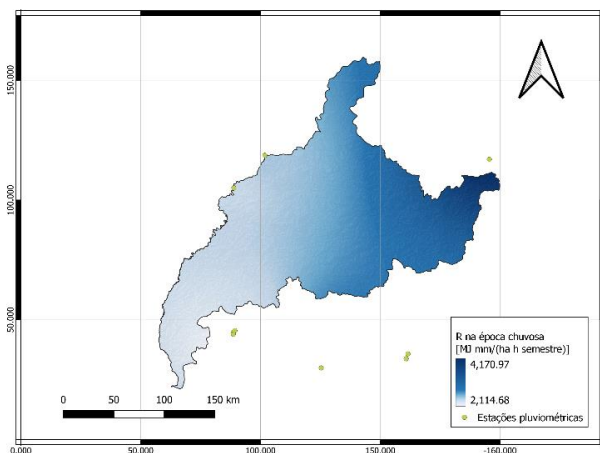 150.000
100.000
50.000
R na época chuvosa
[MJ mm/(ha h semestre)]
4,170.97
2,114.68
Estações pluviométricas
0 50 100 150 km
0.000 50.000 100.000 150.000 -160.000